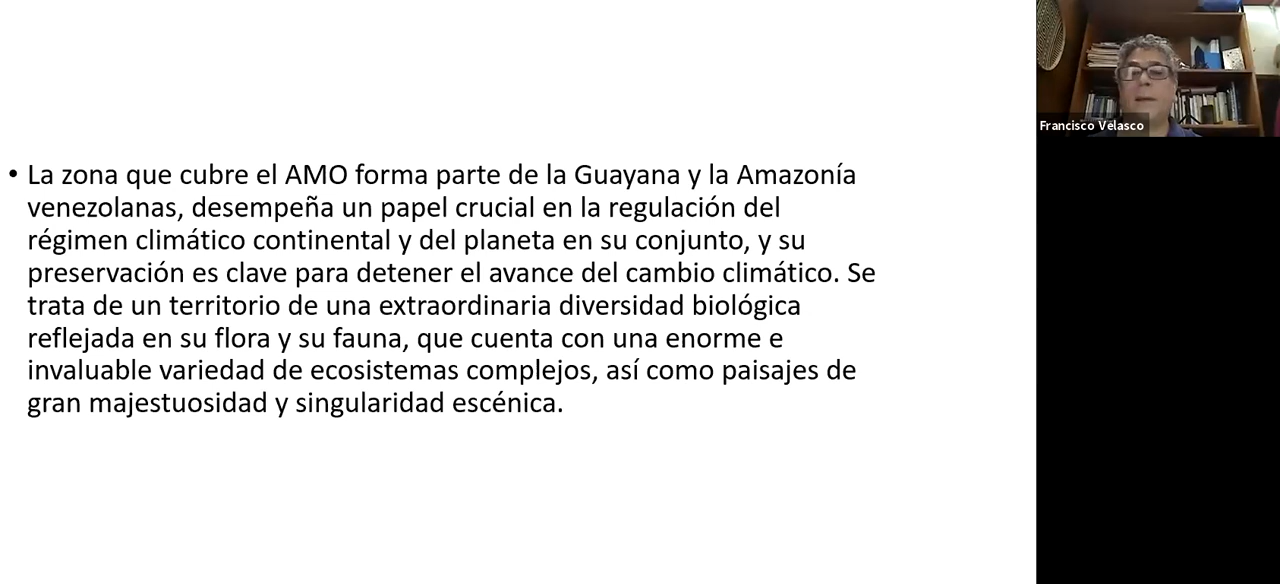 • La zona que cubre el AMO forma parte de la Guayana y la Amazonía
venezolanas, desempeña un papel crucial en la regulación del
régimen climático continental y del planeta en su conjunto, y su
preservación es clave para detener el avance del cambio climático. Se
trata de un territorio de una extraordinaria diversidad biológica
reflejada en su flora y su fauna, que cuenta con una enorme e
invaluable variedad de ecosistemas complejos, así como paisajes de
gran majestuosidad y singularidad escénica.
Francisco Velasco